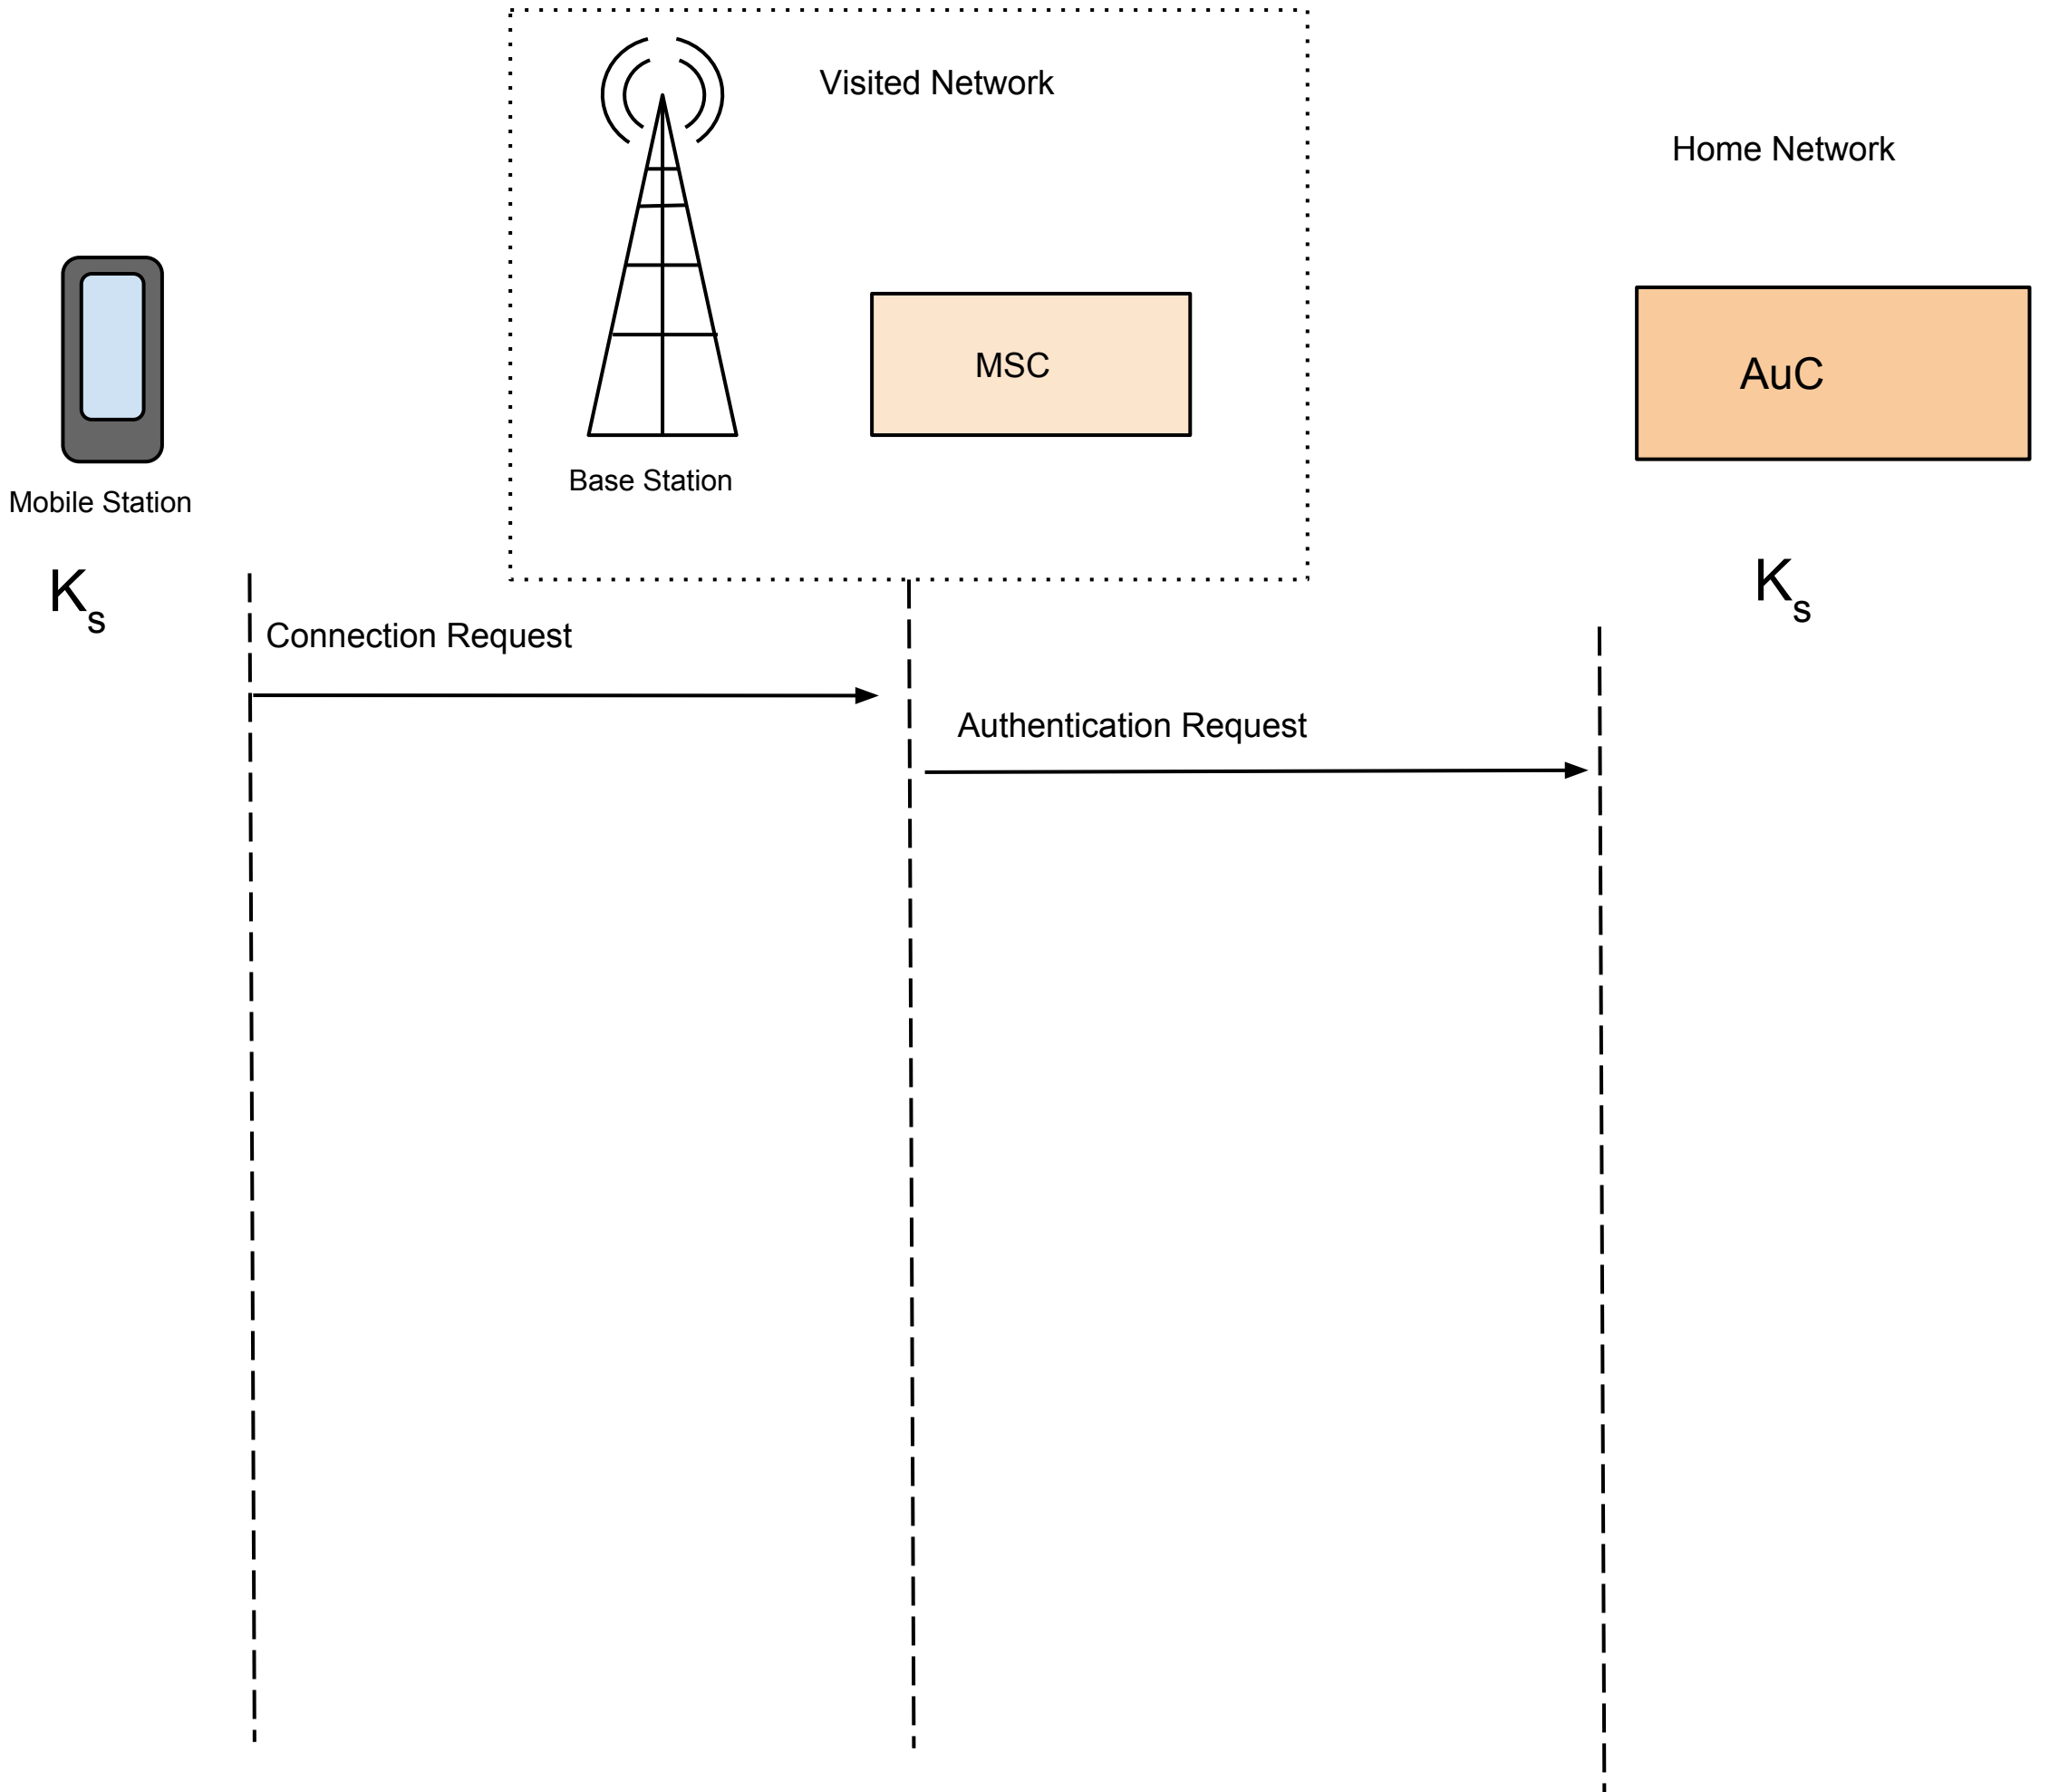 Visited Network
Home Network
MSC
AuC
Base Station
Mobile Station
Ks
Ks
Connection Request
Authentication Request